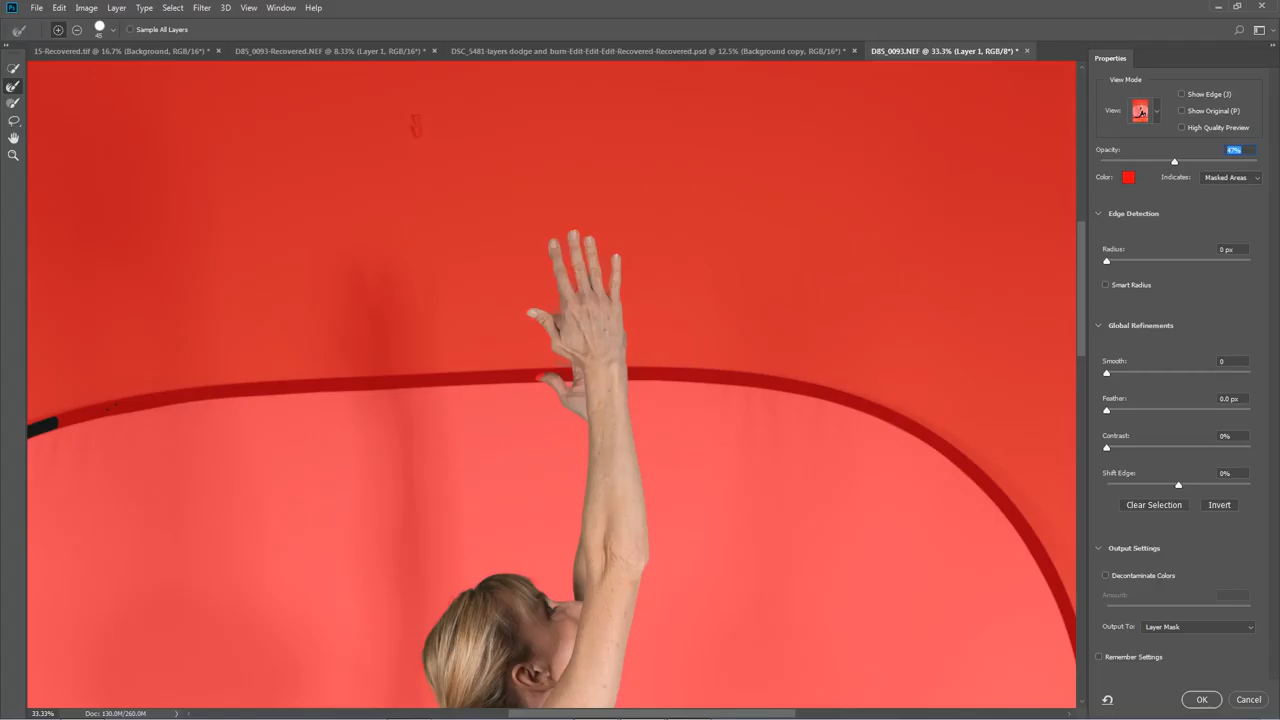 Ps File Edit Image Layer Type Select Filter 3D View Window Help
45 Sample All Layers
15-Recovered.tif @ 16.7% (Background, RGB/16*) * × D85_0093-Recovered.NEF @ 8.33% (Layer 1, RGB/16*) * × DSC_5481-layers dodge and burn-Edit-Edit-Edit-Recovered-Recovered.psd @ 12.5% (Background copy, RGB/16*) * × D85_0093.NEF @ 33.3% (Layer 1, RGB/8*) * ×
Properties
View Mode
Show Edge (J)
View: Show Original (P)
High Quality Preview
Opacity: 47%
Color: Indicates: Masked Areas
Edge Detection
Radius: 0 px
Smart Radius
Global Refinements
Smooth: 0
Feather: 0.0 px
Contrast: 0%
Shift Edge: 0%
Clear Selection Invert
Output Settings
Decontaminate Colors
Amount:
Output To: Layer Mask
Remember Settings
OK Cancel
33.33% Doc: 130.0M/260.0M